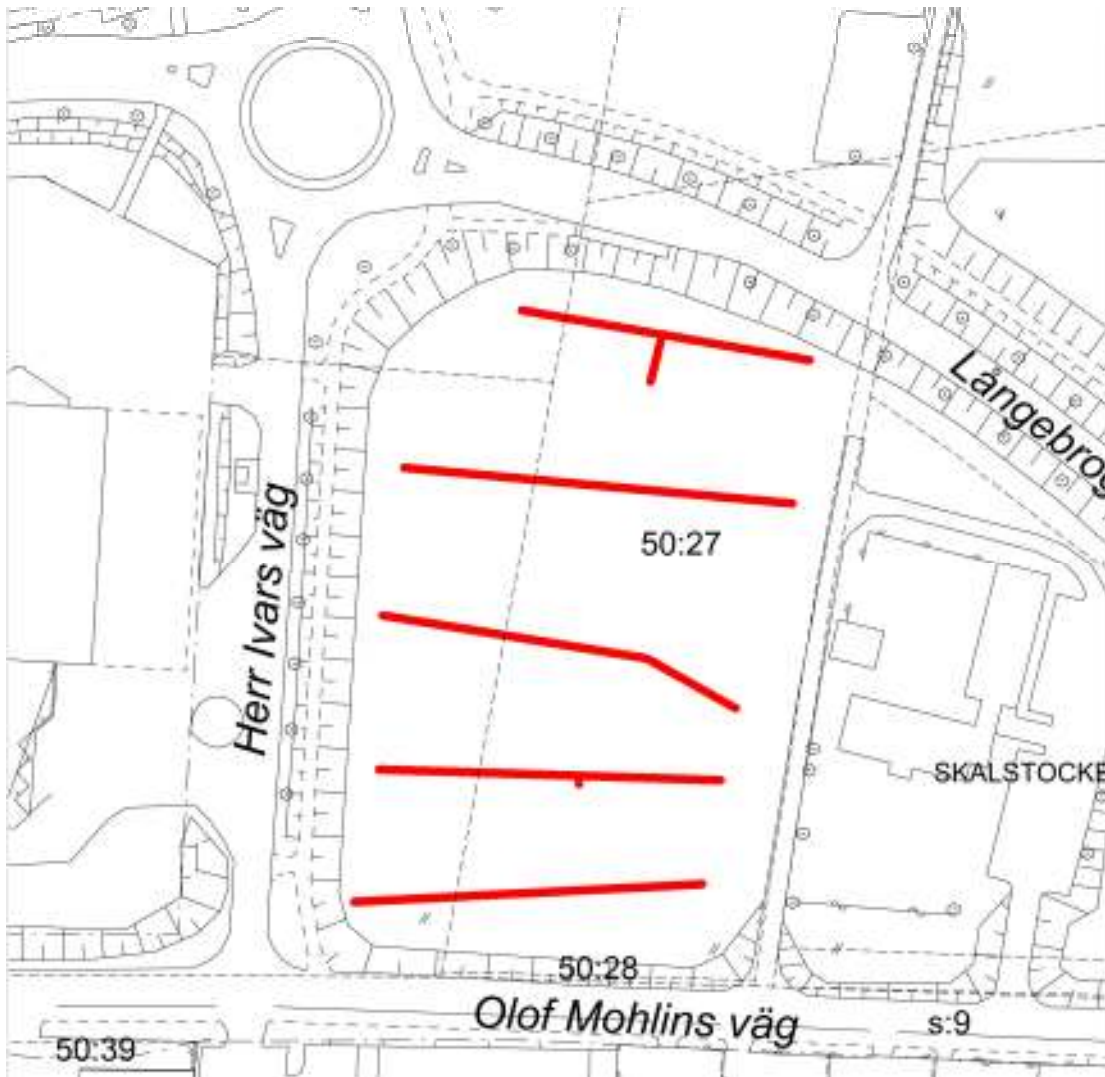 Långebrog
50:27
Herr Ivars väg
SKALSTOCKE
50:28
Olof Mohlins väg
s:9
50:39